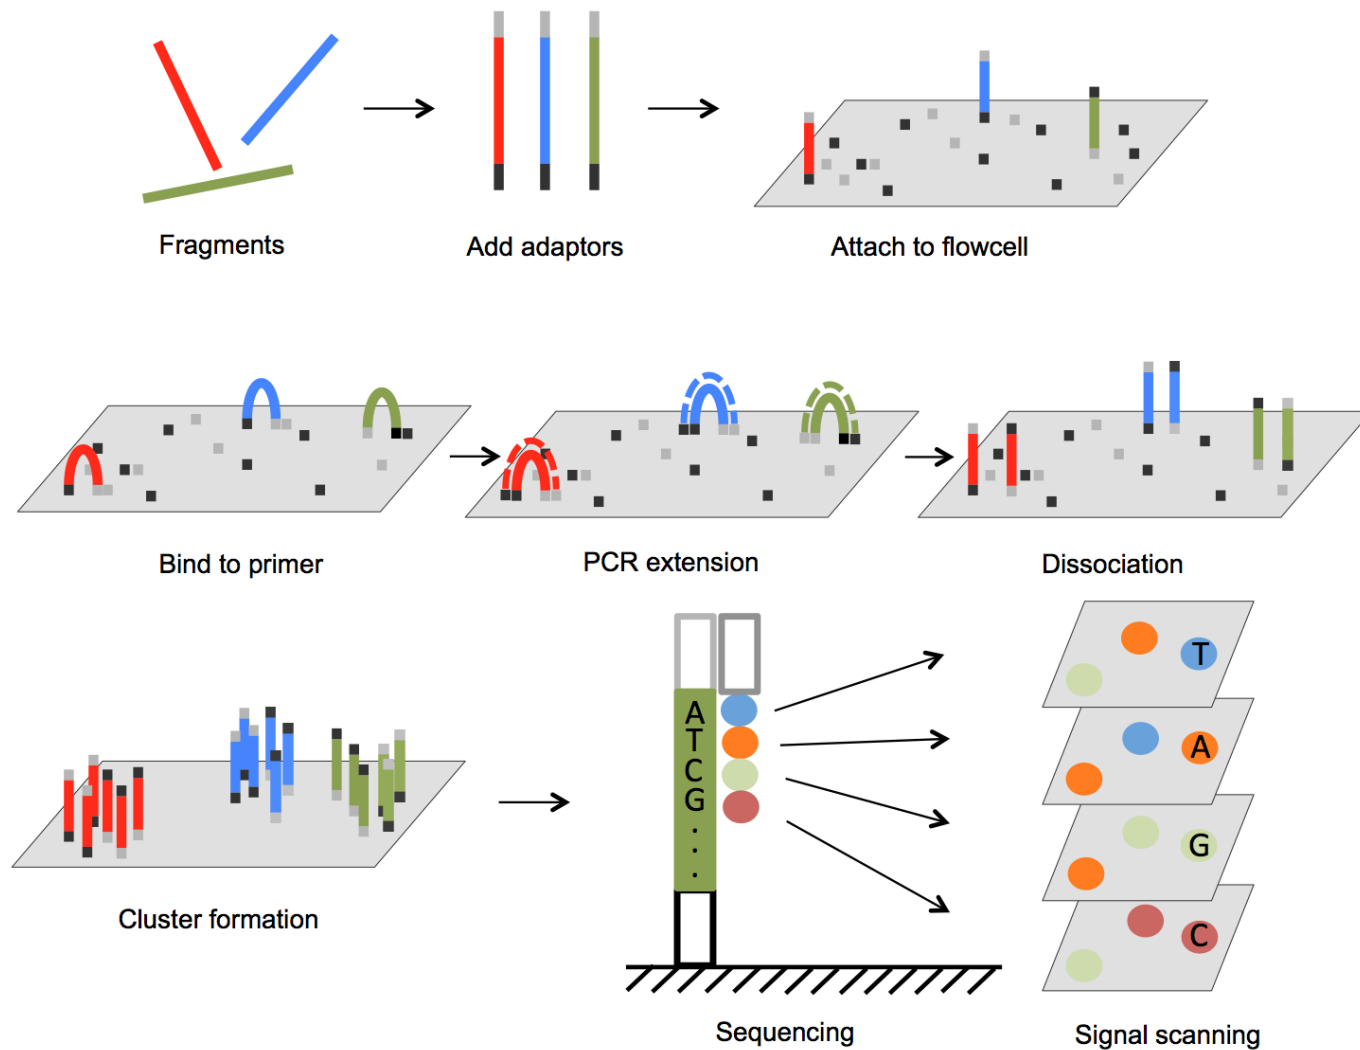 Fragments
Add adaptors
Attach to flowcell
Bind to primer
PCR extension
Dissociation
Cluster formation
A
T
C
G
.
.
.
Sequencing
T
A
G
C
Signal scanning